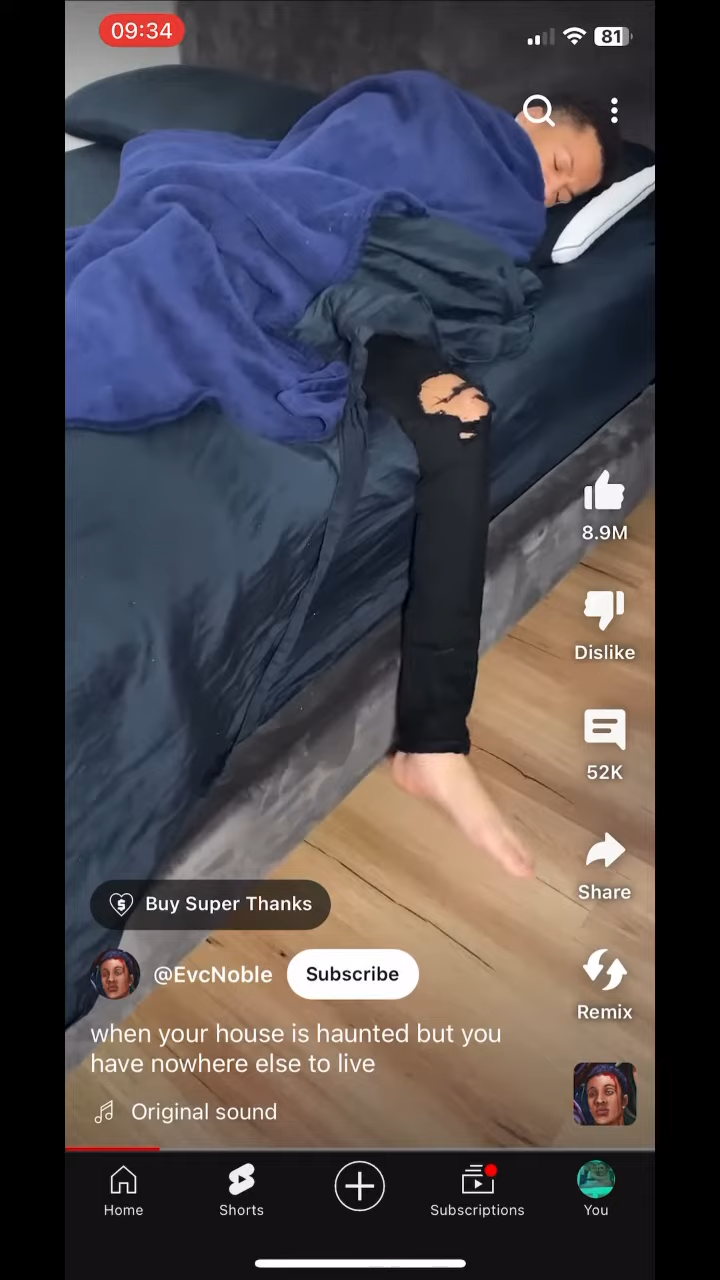 09:34
81
8.9M
Dislike
52K
Share
Remix
Buy Super Thanks
@EvcNoble
Subscribe
when your house is haunted but you
have nowhere else to live
Original sound
Home
Shorts
Subscriptions
You